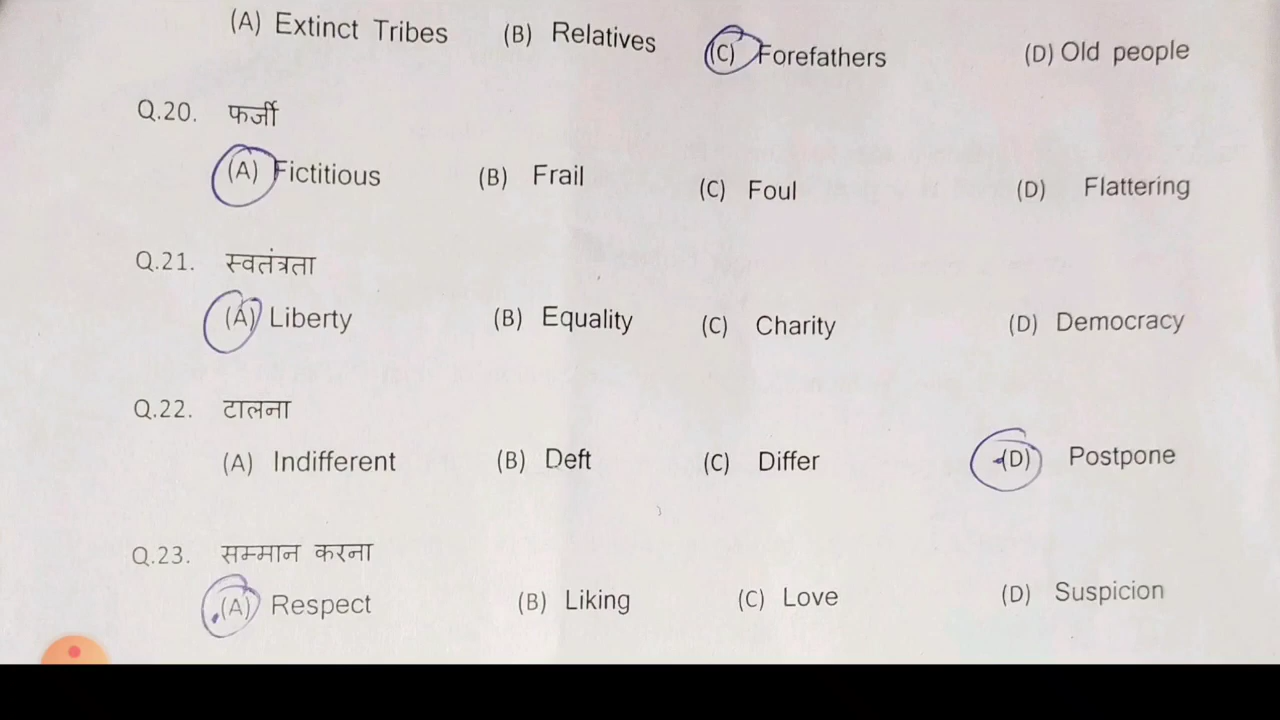 (A) Extinct Tribes (B) Relatives (C) Forefathers (D) Old people
Q.20. फर्जी
(A) Fictitious (B) Frail (C) Foul (D) Flattering
Q.21. स्वतंत्रता
(A) Liberty (B) Equality (C) Charity (D) Democracy
Q.22. टालना
(A) Indifferent (B) Deft (C) Differ (D) Postpone
Q.23. सम्मान करना
(A) Respect (B) Liking (C) Love (D) Suspicion